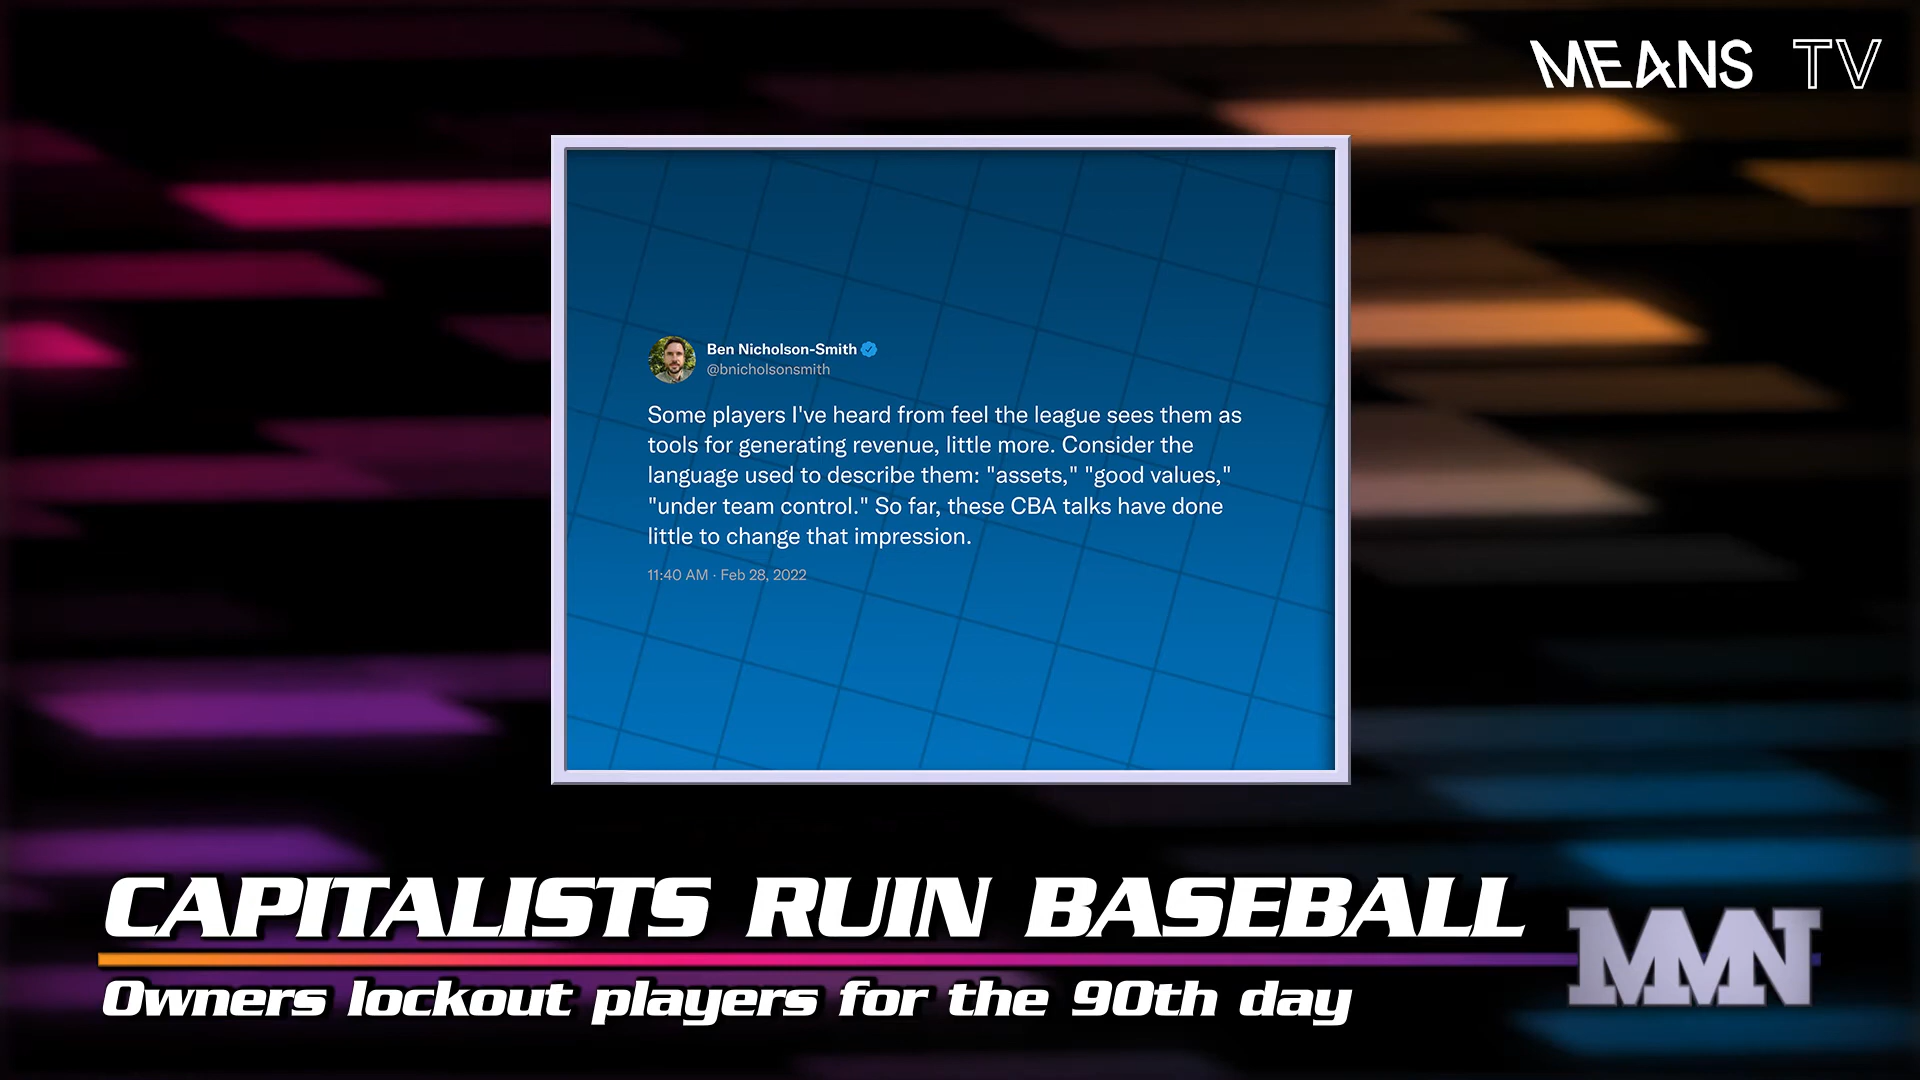 MEANS TV
Ben Nicholson-Smith
@bnicholsonsmith
Some players I've heard from feel the league sees them as
tools for generating revenue, little more. Consider the
language used to describe them: "assets," "good values,"
"under team control." So far, these CBA talks have done
little to change that impression.
11:40 AM · Feb 28, 2022
CAPITALISTS RUIN BASEBALL
Owners lockout players for the 90th day
MMN